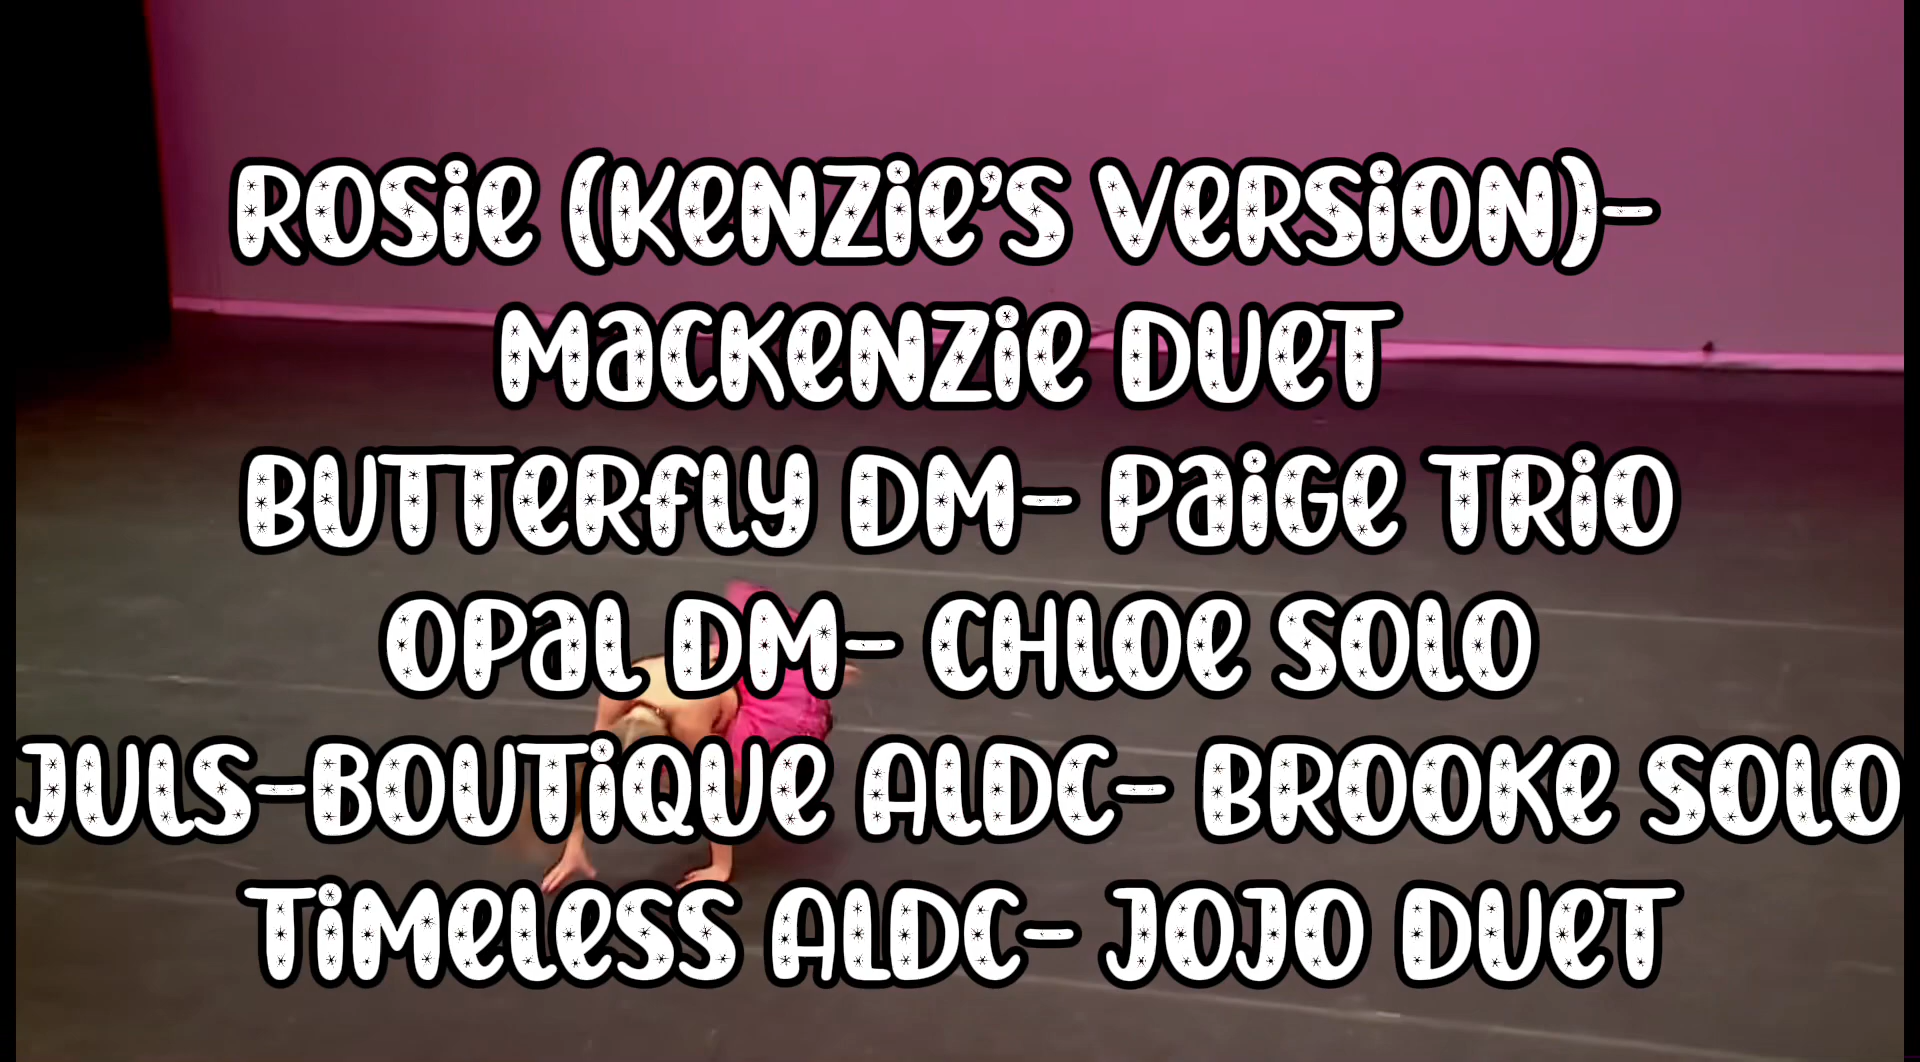 ROSIE (KENZIE'S VERSION)-
MACKENZIE DUET
BUTTERFLY DM- PAIGE TRIO
OPAL DM- CHLOE SOLO
JULS-BOUTIQUE ALDC- BROOKE SOLO
TIMELESS ALDC- JOJO DUET